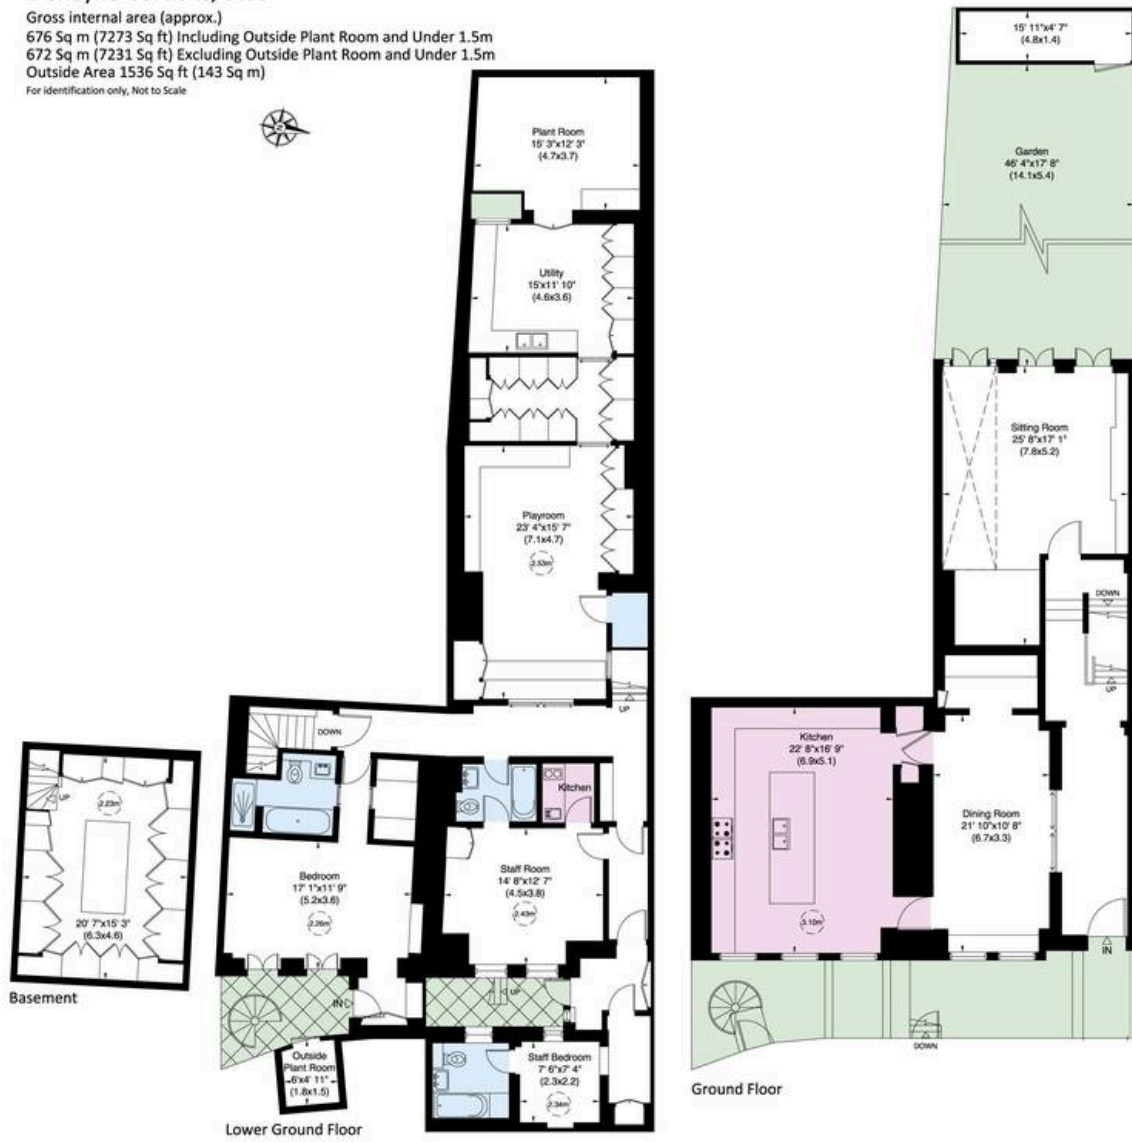 Gross internal area (approx.)
676 Sq m (7273 Sq ft) Including Outside Plant Room and Under 1.5m
672 Sq m (7231 Sq ft) Excluding Outside Plant Room and Under 1.5m
Outside Area 1536 Sq ft (143 Sq m)
For identification only, Not to Scale
Plant Room
15' 3"x12' 3"
(4.7x3.7)
Utility
15'x11' 10"
(4.6x3.6)
Playroom
23' 4"x15' 7"
(7.1x4.7)
2.53m
UP
DOWN
Kitchen
Bedroom
17' 1"x11' 9"
(5.2x3.6)
2.26m
Staff Room
14' 8"x12' 7"
(4.5x3.8)
2.43m
IN
UP
Outside
Plant Room
6'x4' 11"
(1.8x1.5)
Staff Bedroom
7' 6"x7' 4"
(2.3x2.2)
2.34m
Lower Ground Floor
UP
2.23m
20' 7"x15' 3"
(6.3x4.6)
Basement
15' 11"x4' 7"
(4.8x1.4)
Garden
46' 4"x17' 8"
(14.1x5.4)
Sitting Room
25' 8"x17' 1"
(7.8x5.2)
DOWN
UP
Kitchen
22' 8"x16' 9"
(6.9x5.1)
3.10m
Dining Room
21' 10"x10' 8"
(6.7x3.3)
IN
DOWN
Ground Floor